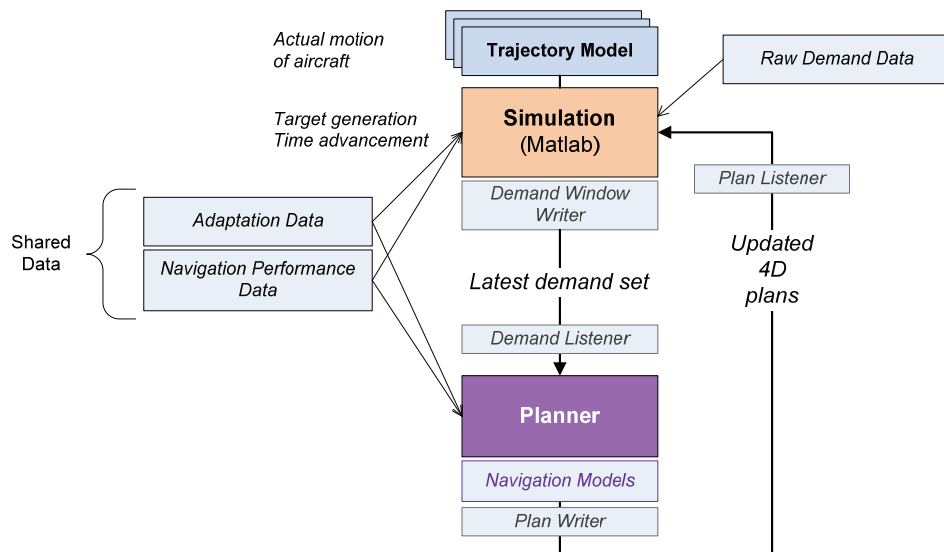 Actual motion
of aircraft
Trajectory Model
Raw Demand Data
Target generation
Time advancement
Simulation
(Matlab)
Plan Listener
Demand Window
Writer
Shared
Data
Adaptation Data
Navigation Performance
Data
Updated
4D
plans
Latest demand set
Demand Listener
Planner
Navigation Models
Plan Writer